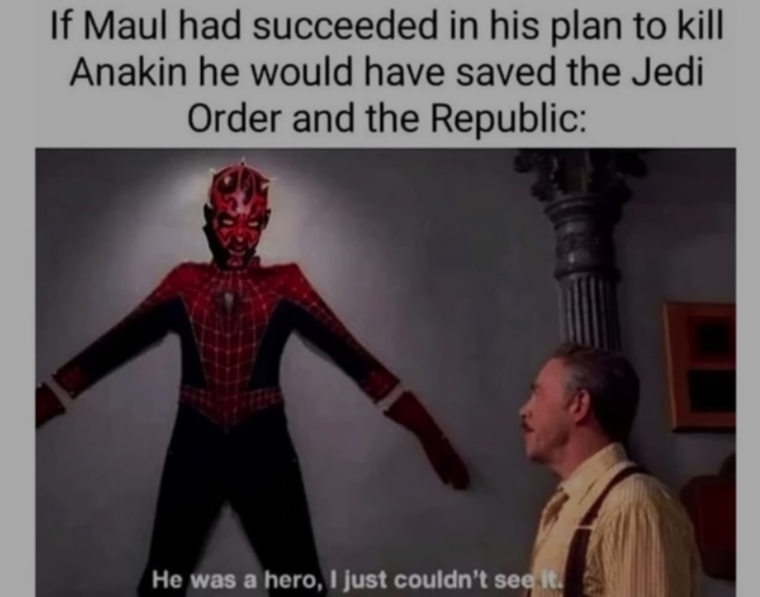 If Maul had succeeded in his plan to kill
Anakin he would have saved the Jedi
Order and the Republic:
He was a hero, I just couldn't see it.